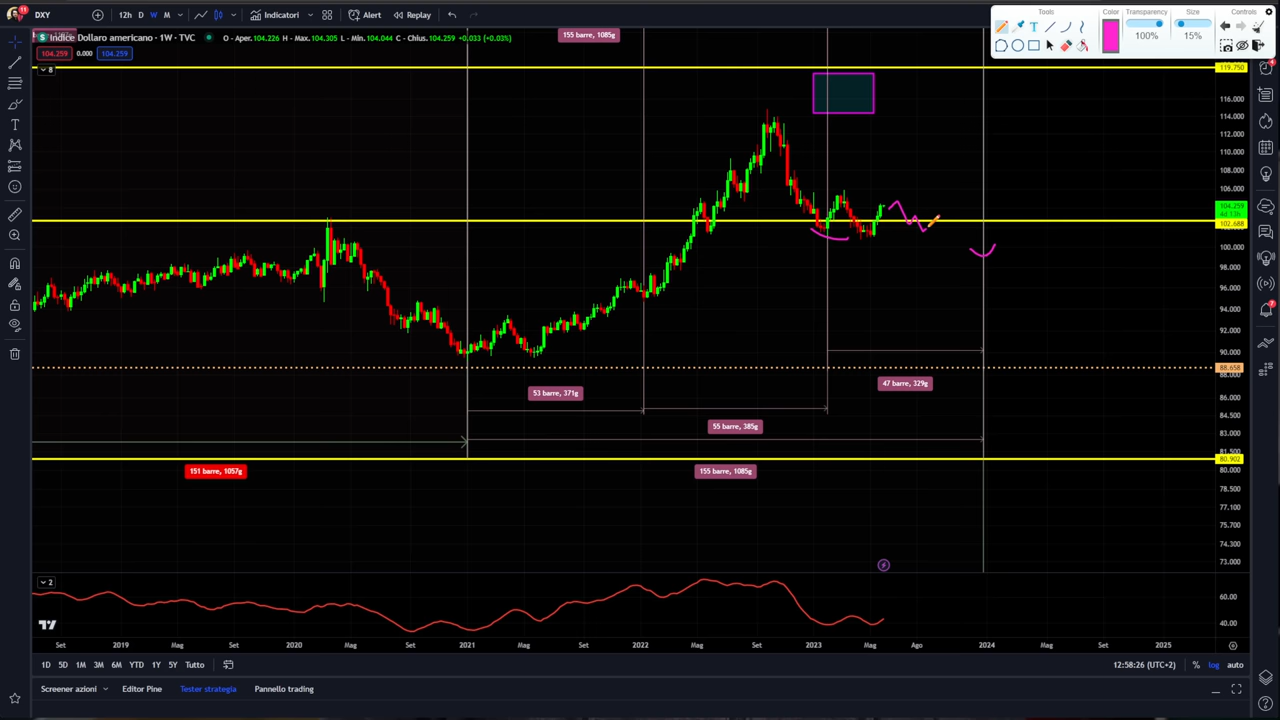 11
DXY
12h D W M
Indicatori
Alert
Replay
Tools
Color
Transparency
Size
Controls
100%
15%
155 barre, 1085g
$ Indice Dollaro americano · 1W · TVC
O - Aper. 104.226 H - Max. 104.305 L - Min. 104.044 C - Chius. 104.259 +0.033 (+0.03%)
104.259 0.000 104.259
8
119.750
116.000
114.000
112.000
110.000
108.000
106.000
104.259
4d 13h
102.688
100.000
98.000
96.000
94.000
92.000
90.000
88.658
88.000
86.000
84.500
83.000
81.500
80.902
80.000
78.500
77.100
75.700
74.300
73.000
47 barre, 329g
53 barre, 371g
55 barre, 385g
151 barre, 1057g
155 barre, 1085g
2
60.00
40.00
Set 2019 Mag Set 2020 Mag Set 2021 Mag Set 2022 Mag Set 2023 Mag Ago 2024 Mag Set 2025
1D 5D 1M 3M 6M YTD 1Y 5Y Tutto
12:58:26 (UTC+2) % log auto
Screener azioni Editor Pine Tester strategia Pannello trading